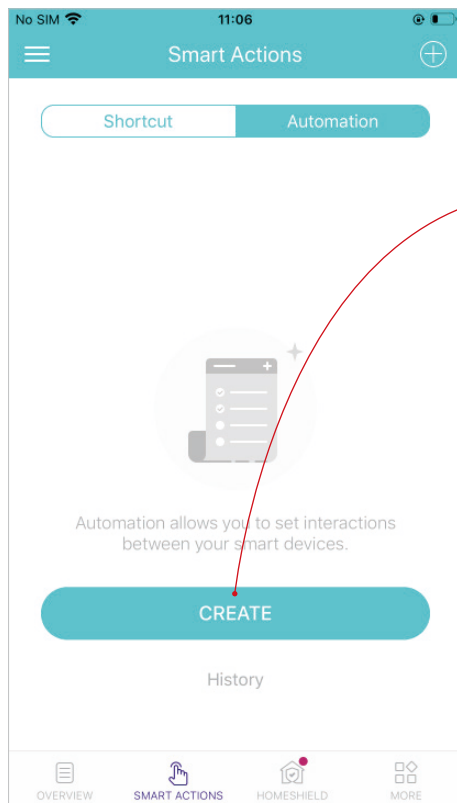 No SIM 11:06
Smart Actions
Shortcut Automation
Automation allows you to set interactions
between your smart devices.
CREATE
History
OVERVIEW SMART ACTIONS HOMESHIELD MORE